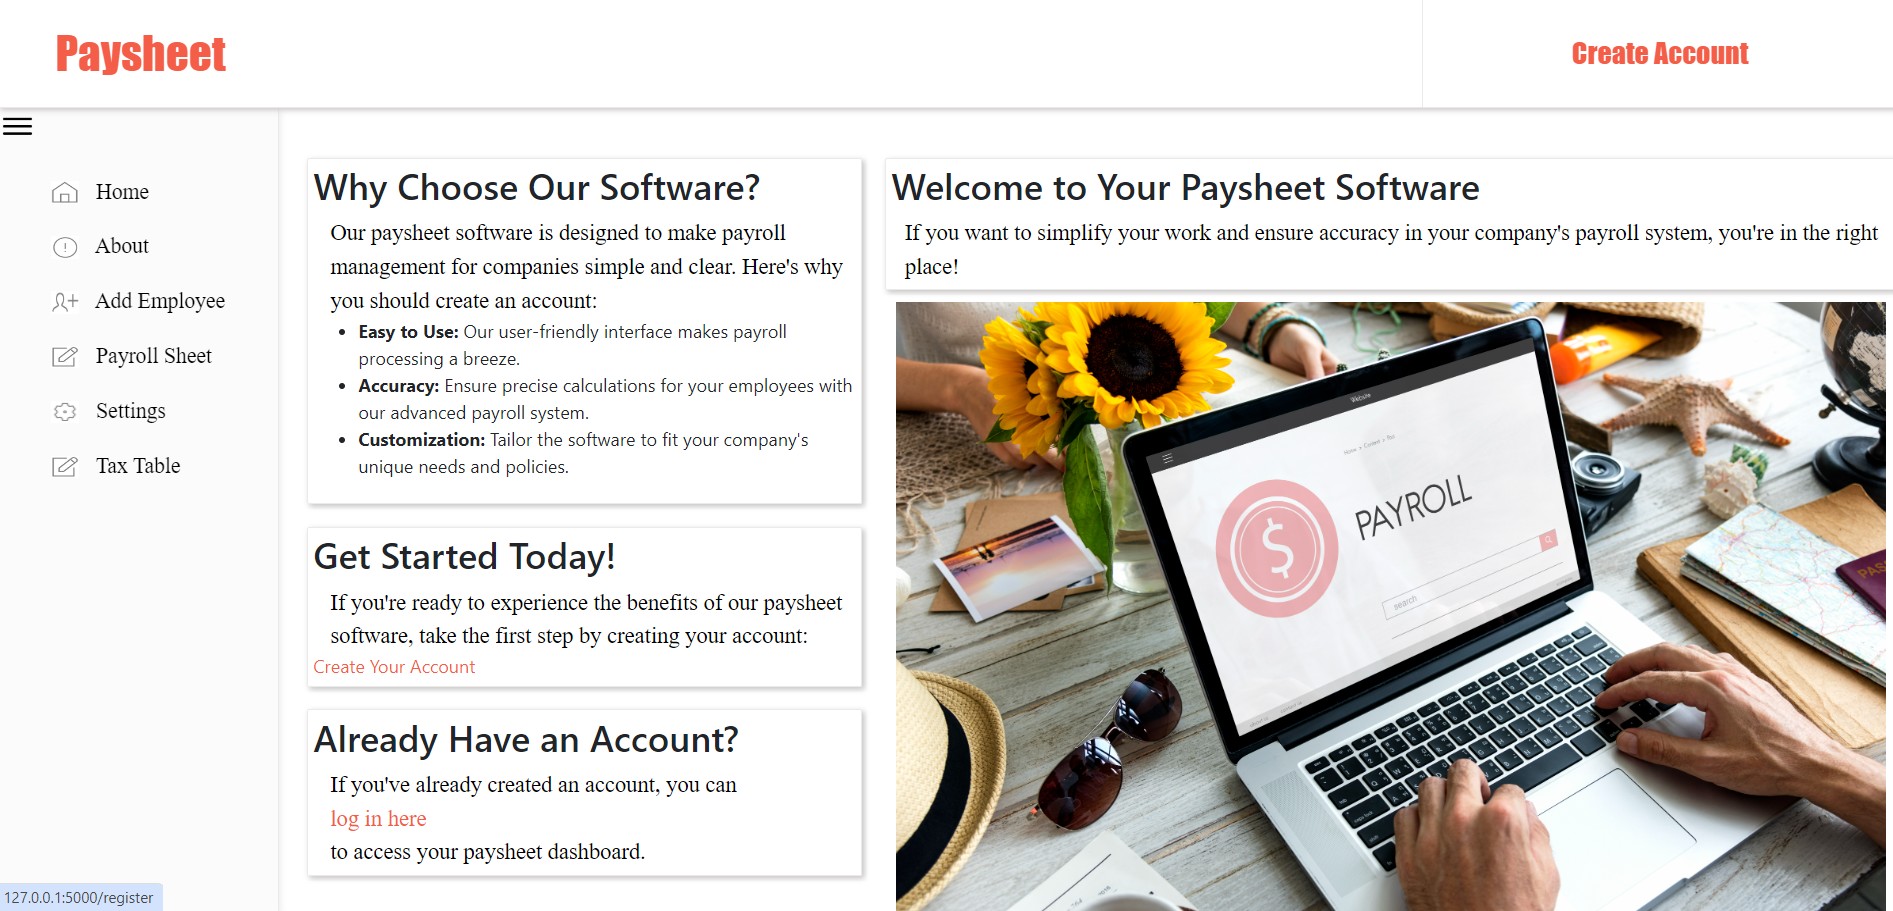 Paysheet
Create Account
Home
About
Add Employee
Payroll Sheet
Settings
Tax Table
Why Choose Our Software?
Our paysheet software is designed to make payroll
management for companies simple and clear. Here's why
you should create an account:
• Easy to Use: Our user-friendly interface makes payroll
processing a breeze.
• Accuracy: Ensure precise calculations for your employees with
our advanced payroll system.
• Customization: Tailor the software to fit your company's
unique needs and policies.
Get Started Today!
If you're ready to experience the benefits of our paysheet
software, take the first step by creating your account:
Create Your Account
Already Have an Account?
If you've already created an account, you can
log in here
to access your paysheet dashboard.
Welcome to Your Paysheet Software
If you want to simplify your work and ensure accuracy in your company's payroll system, you're in the right
place!
Website
PAYROLL
search
127.0.0.1:5000/register